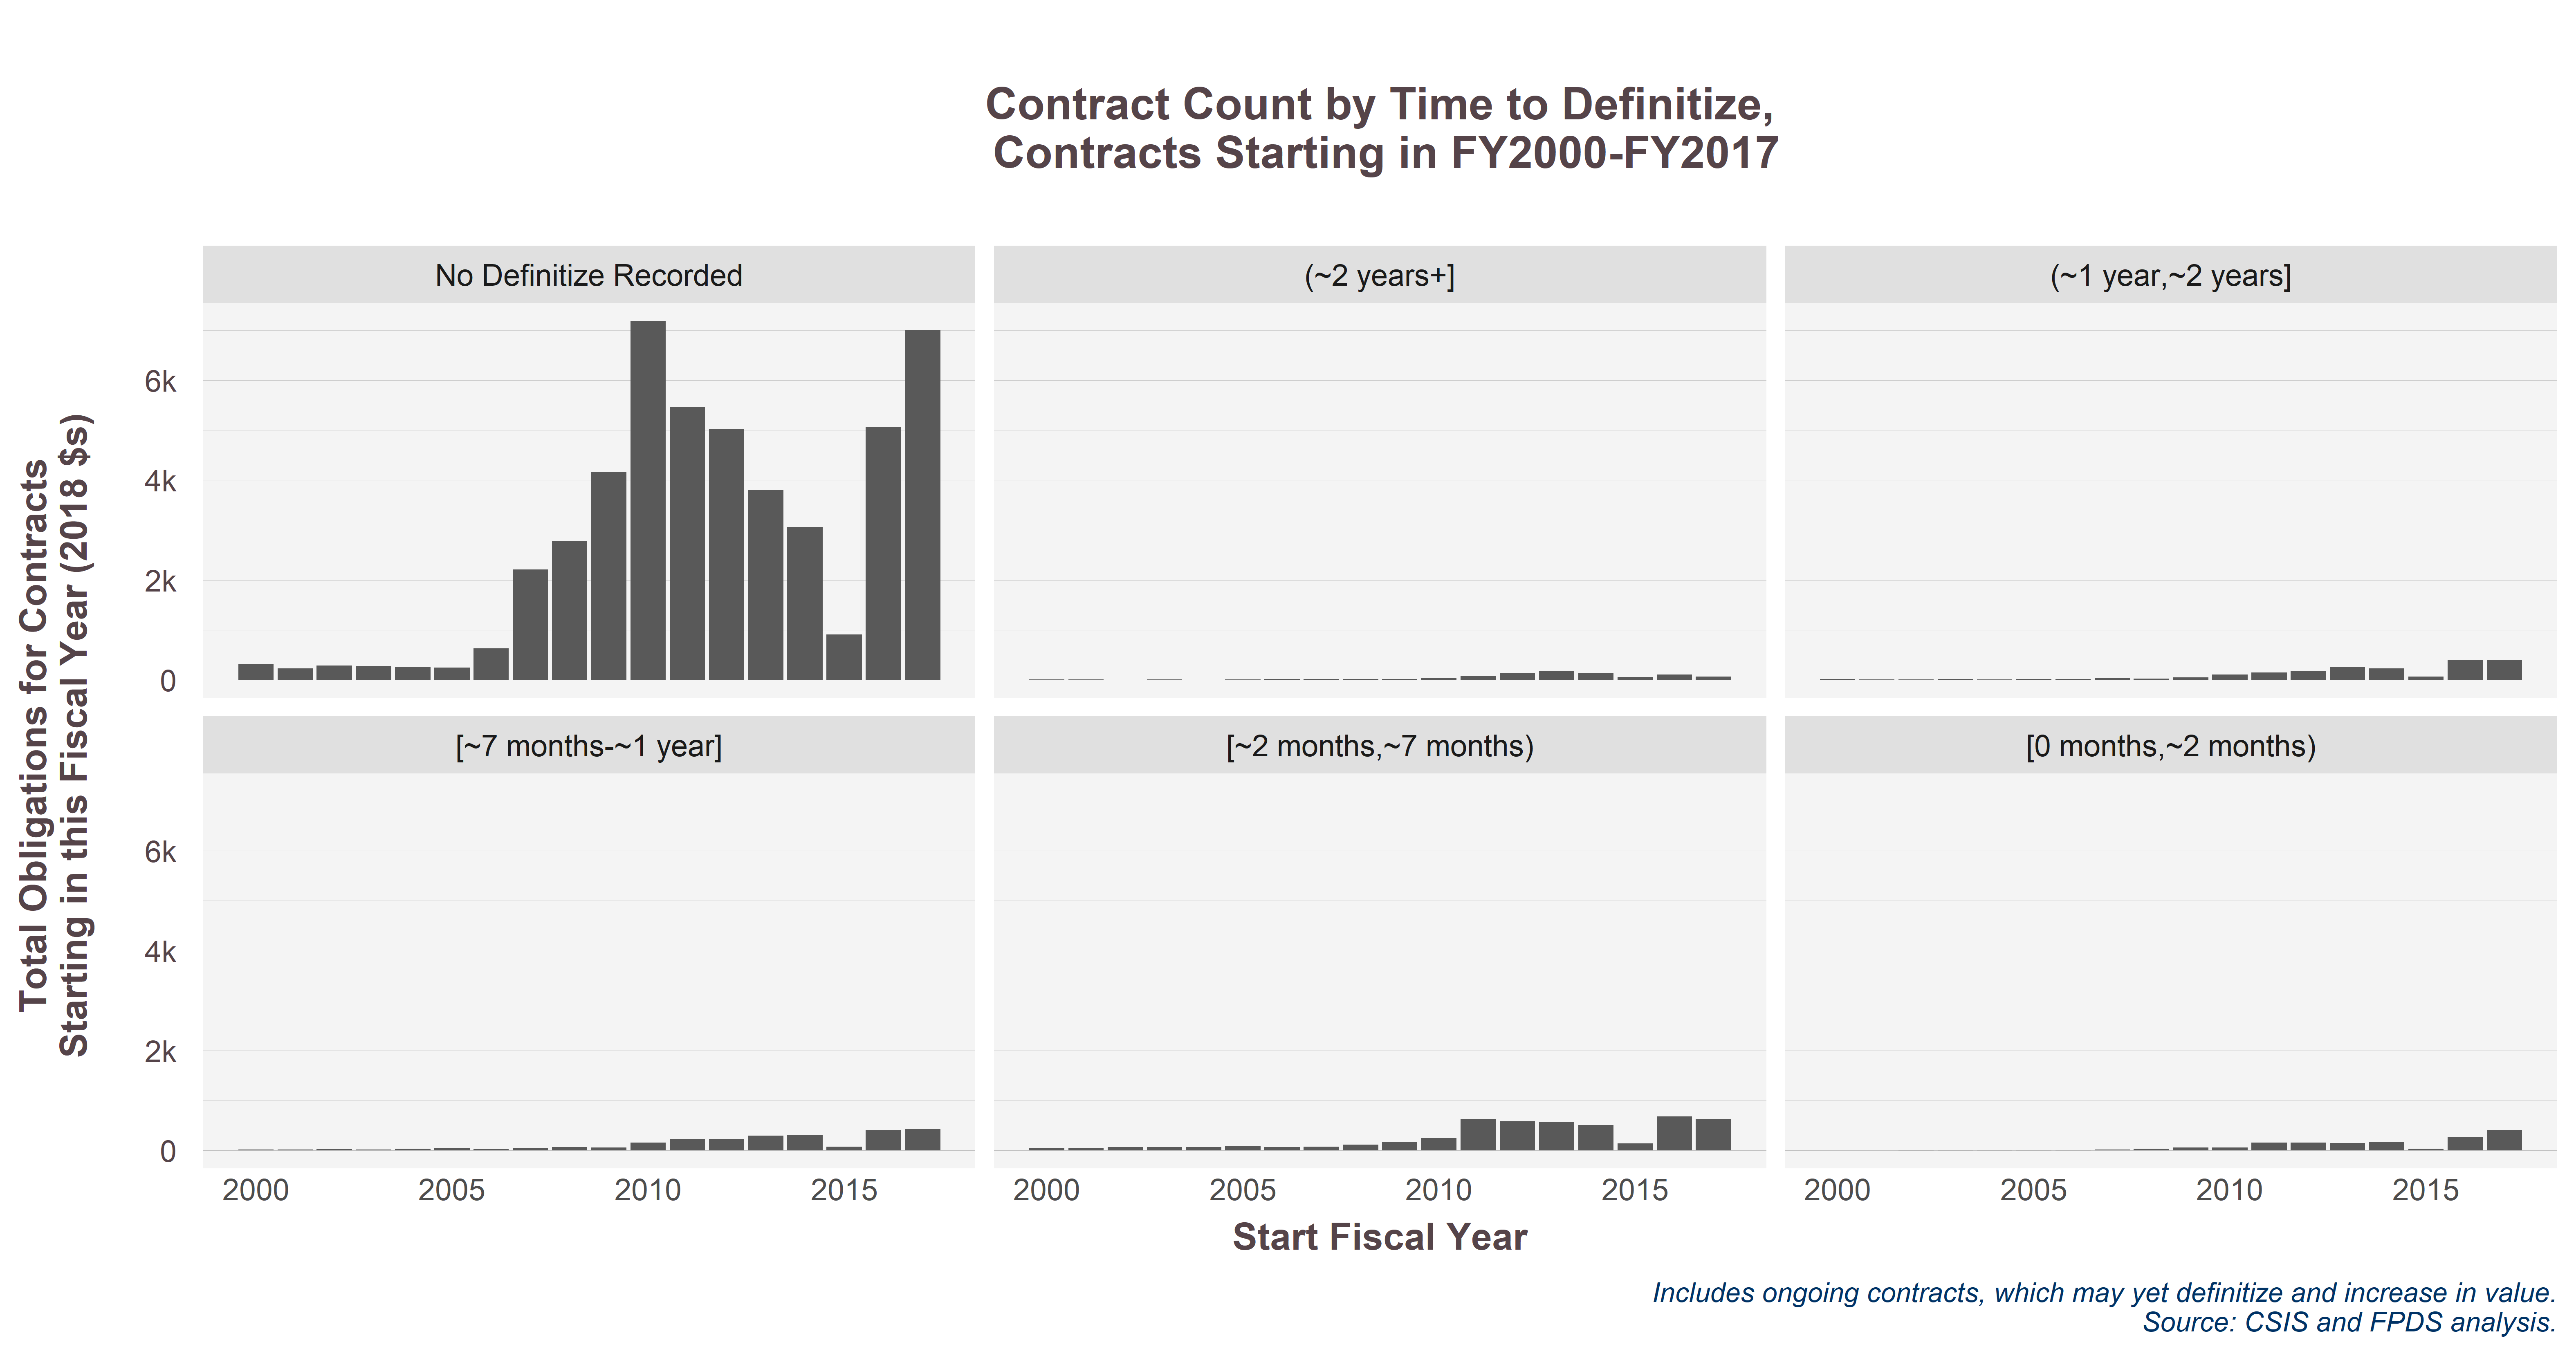 Contract Count by Time to Definitize,
Contracts Starting in FY2000-FY2017
Total Obligations for Contracts
Starting in this Fiscal Year (2018 $s)
No Definitize Recorded
(~2 years+]
(~1 year,~2 years]
6k
4k
2k
0
[~7 months-~1 year]
[~2 months,~7 months)
[0 months,~2 months)
6k
4k
2k
0
2000 2005 2010 2015
2000 2005 2010 2015
2000 2005 2010 2015
Start Fiscal Year
Includes ongoing contracts, which may yet definitize and increase in value.
Source: CSIS and FPDS analysis.